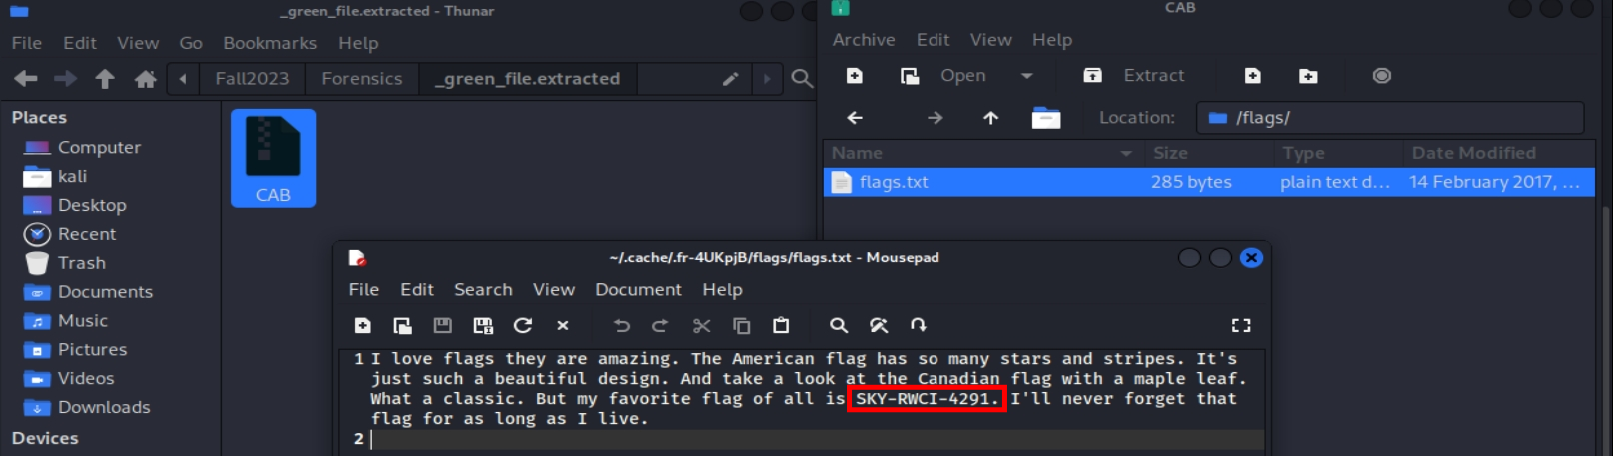 _green_file.extracted - Thunar
File Edit View Go Bookmarks Help
Fall2023 Forensics _green_file.extracted
Places
Computer
kali
Desktop
Recent
Trash
Documents
Music
Pictures
Videos
Downloads
Devices
CAB
CAB
Archive Edit View Help
Open Extract
Location: /flags/
Name Size Type Date Modified
flags.txt 285 bytes plain text d... 14 February 2017, ...
~/.cache/.fr-4UKpjB/flags/flags.txt - Mousepad
File Edit Search View Document Help
1 I love flags they are amazing. The American flag has so many stars and stripes. It's
just such a beautiful design. And take a look at the Canadian flag with a maple leaf.
What a classic. But my favorite flag of all is SKY-RWCI-4291. I'll never forget that
flag for as long as I live.
2